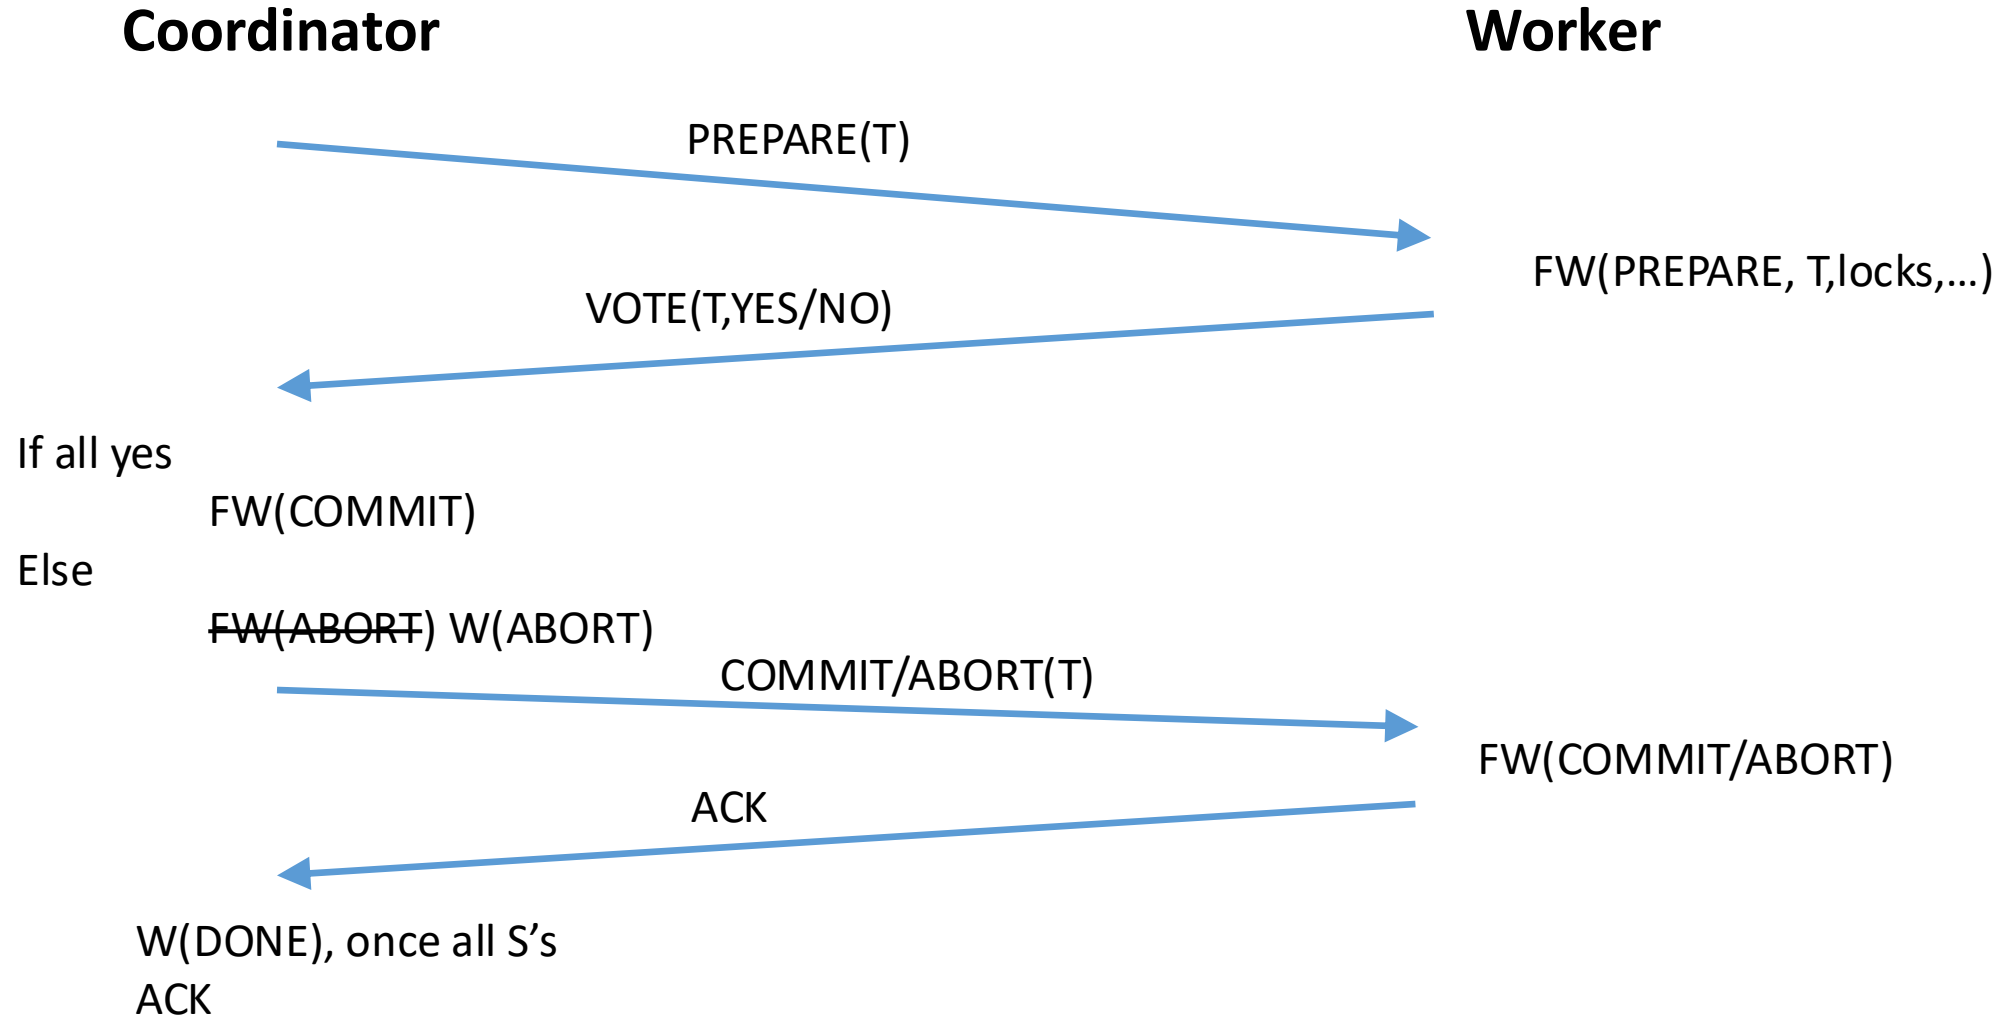 Coordinator
Worker
PREPARE(T)
FW(PREPARE, T,locks,...)
VOTE(T,YES/NO)
If all yes
FW(COMMIT)
Else
FW(ABORT) W(ABORT)
COMMIT/ABORT(T)
FW(COMMIT/ABORT)
ACK
W(DONE), once all S’s
ACK